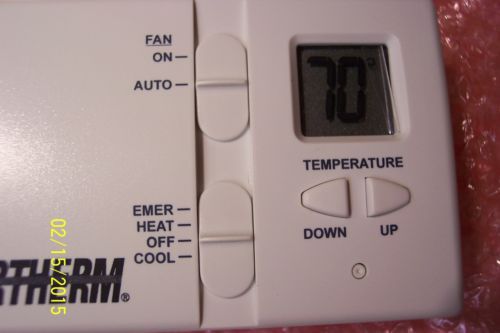 FAN
ON
AUTO
70°
TEMPERATURE
DOWN UP
EMER
HEAT
OFF
COOL
RTHERM®
02/15/2015